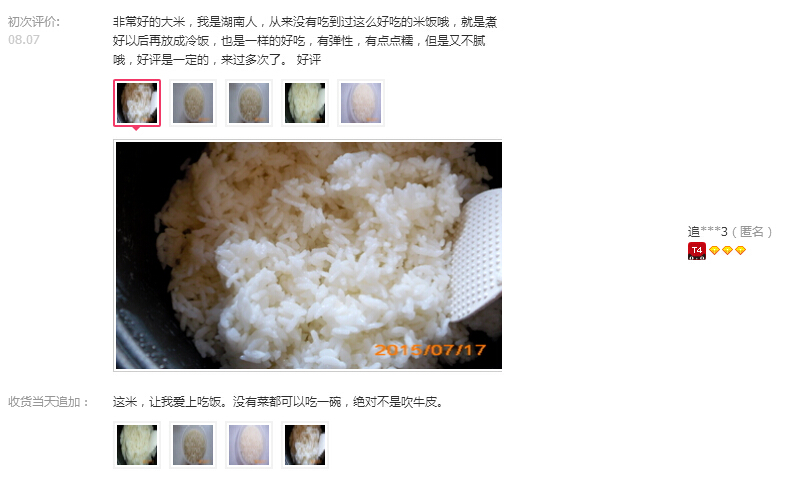 初次评价:
08.07
非常好的大米，我是湖南人，从来没有吃到过这么好吃的米饭哦，就是煮
好以后再放成冷饭，也是一样的好吃，有弹性，有点点糯，但是又不腻
哦，好评是一定的，来过多次了。 好评
2015/07/17
追***3（匿名）
T4
收货当天追加：
这米，让我爱上吃饭。没有菜都可以吃一碗，绝对不是吹牛皮。